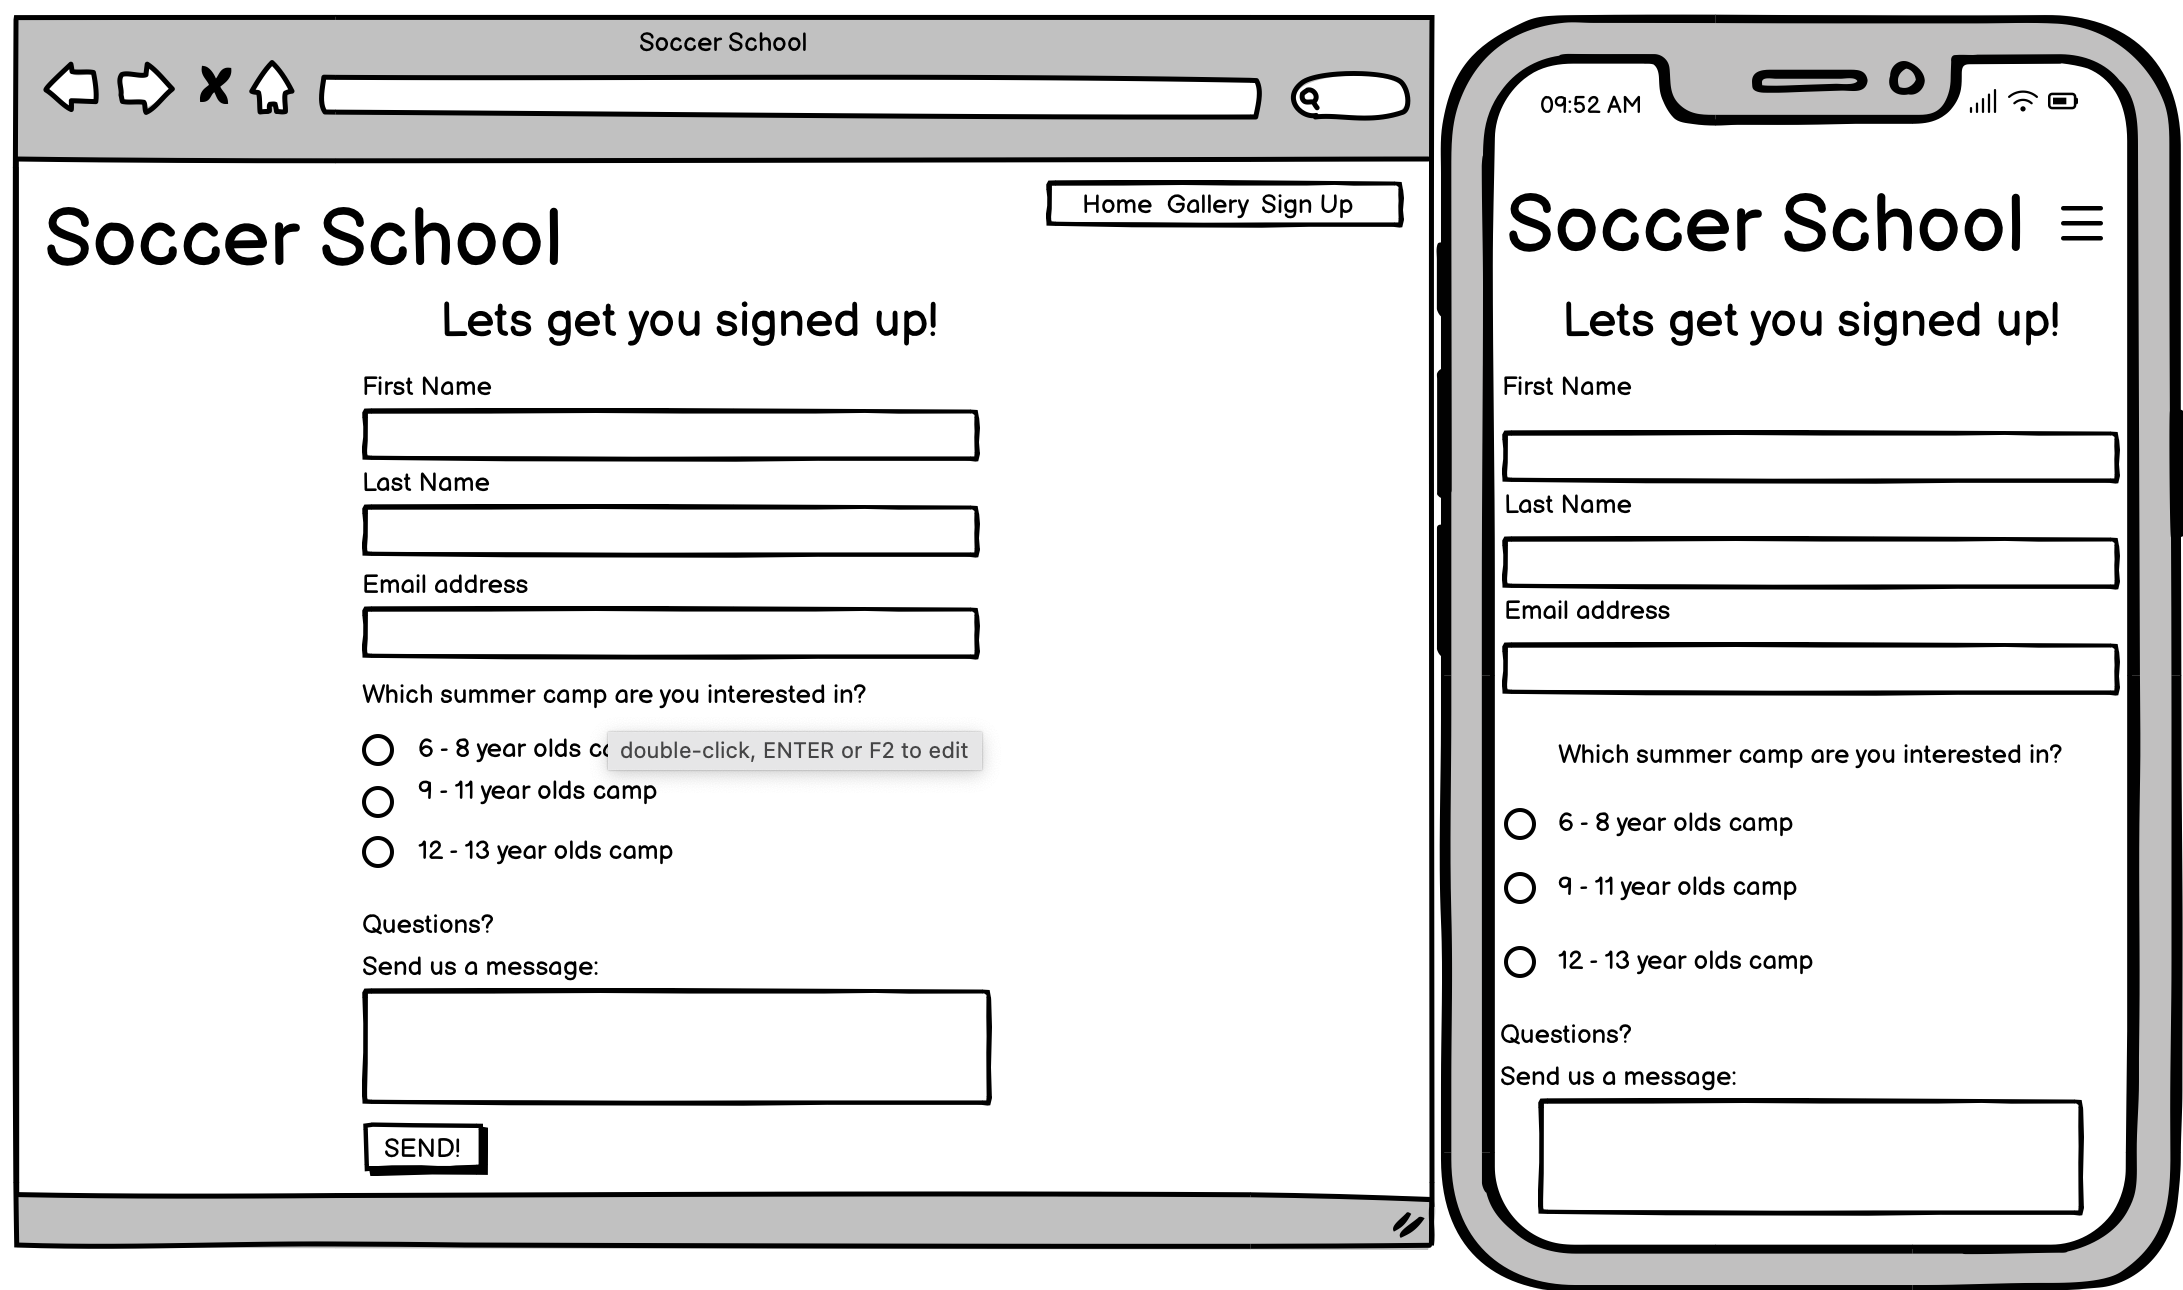 Soccer School
Home Gallery Sign Up
Soccer School
Lets get you signed up!
First Name
Last Name
Email address
Which summer camp are you interested in?
6 - 8 year olds
double-click, ENTER or F2 to edit
9 - 11 year olds camp
12 - 13 year olds camp
Questions?
Send us a message:
SEND!
09:52 AM
Soccer School
Lets get you signed up!
First Name
Last Name
Email address
Which summer camp are you interested in?
6 - 8 year olds camp
9 - 11 year olds camp
12 - 13 year olds camp
Questions?
Send us a message: